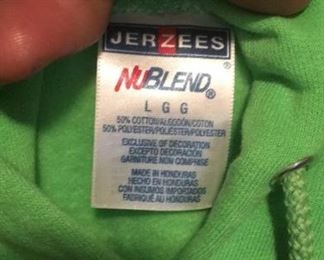 JERZEES
NUBLEND®
L G G
50% COTTON/ALGODÓN/COTON
50% POLYESTER/POLIÉSTER/POLYESTER
EXCLUSIVE OF DECORATION
EXCEPTO DECORACIÓN
GARNITURE NON COMPRISE
MADE IN HONDURAS
HECHO EN HONDURAS
CON INSUMOS IMPORTADOS
FABRIQUÉ AU HONDURAS